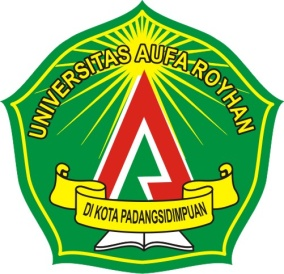 UNIVERSITAS AUFA ROYHAN
DI KOTA PADANGSIDIMPUAN